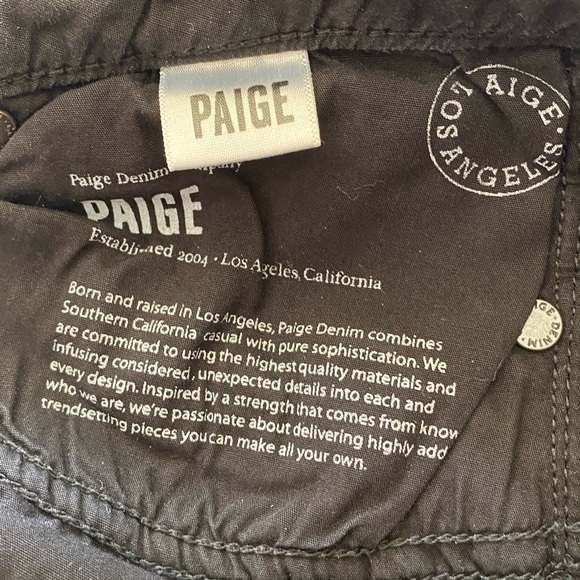 PAIGE
AIGE ·
LOS ANGELES
Paige Denim
PAIGE
Established 2004 · Los Angeles, California
Born and raised in Los Angeles, Paige Denim combines
Southern California casual with pure sophistication. We
are committed to using the highest quality materials and
infusing considered, unexpected details into each and
every design. Inspired by a strength that comes from know
who we are, we're passionate about delivering highly add
trendsetting pieces you can make all your own.
DENIM